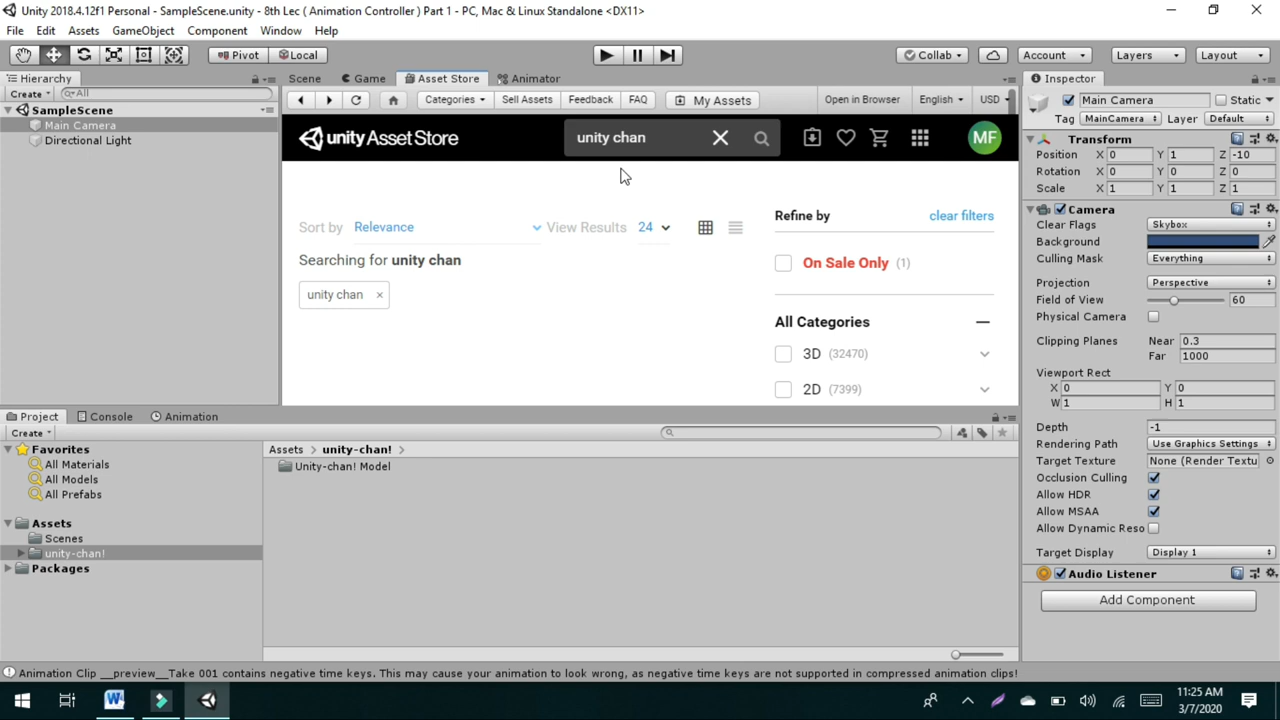 Unity 2018.4.12f1 Personal - SampleScene.unity - 8th Lec ( Animation Controller ) Part 1 - PC, Mac & Linux Standalone <DX11>
File Edit Assets GameObject Component Window Help
Pivot Local Collab Account Layers Layout
Hierarchy Scene Game Asset Store Animator Inspector
Create All
SampleScene
Main Camera
Directional Light
Categories Sell Assets Feedback FAQ My Assets Open in Browser English USD
unity Asset Store unity chan MF
Sort by Relevance View Results 24
Searching for unity chan
unity chan ×
Refine by clear filters
On Sale Only (1)
All Categories
3D (32470)
2D (7399)
Main Camera Static
Tag MainCamera Layer Default
Transform
Position X 0 Y 1 Z -10
Rotation X 0 Y 0 Z 0
Scale X 1 Y 1 Z 1
Camera
Clear Flags Skybox
Background
Culling Mask Everything
Projection Perspective
Field of View 60
Physical Camera
Clipping Planes Near 0.3
Far 1000
Viewport Rect
X 0 Y 0
W 1 H 1
Depth -1
Rendering Path Use Graphics Settings
Target Texture None (Render Textu
Occlusion Culling
Allow HDR
Allow MSAA
Allow Dynamic Reso
Target Display Display 1
Audio Listener
Add Component
Project Console Animation
Create
Favorites
All Materials
All Models
All Prefabs
Assets
Scenes
unity-chan!
Packages
Assets unity-chan!
Unity-chan! Model
Animation Clip __preview__Take 001 contains negative time keys. This may cause your animation to look wrong, as negative time keys are not supported in compressed animation clips!
11:25 AM
3/7/2020